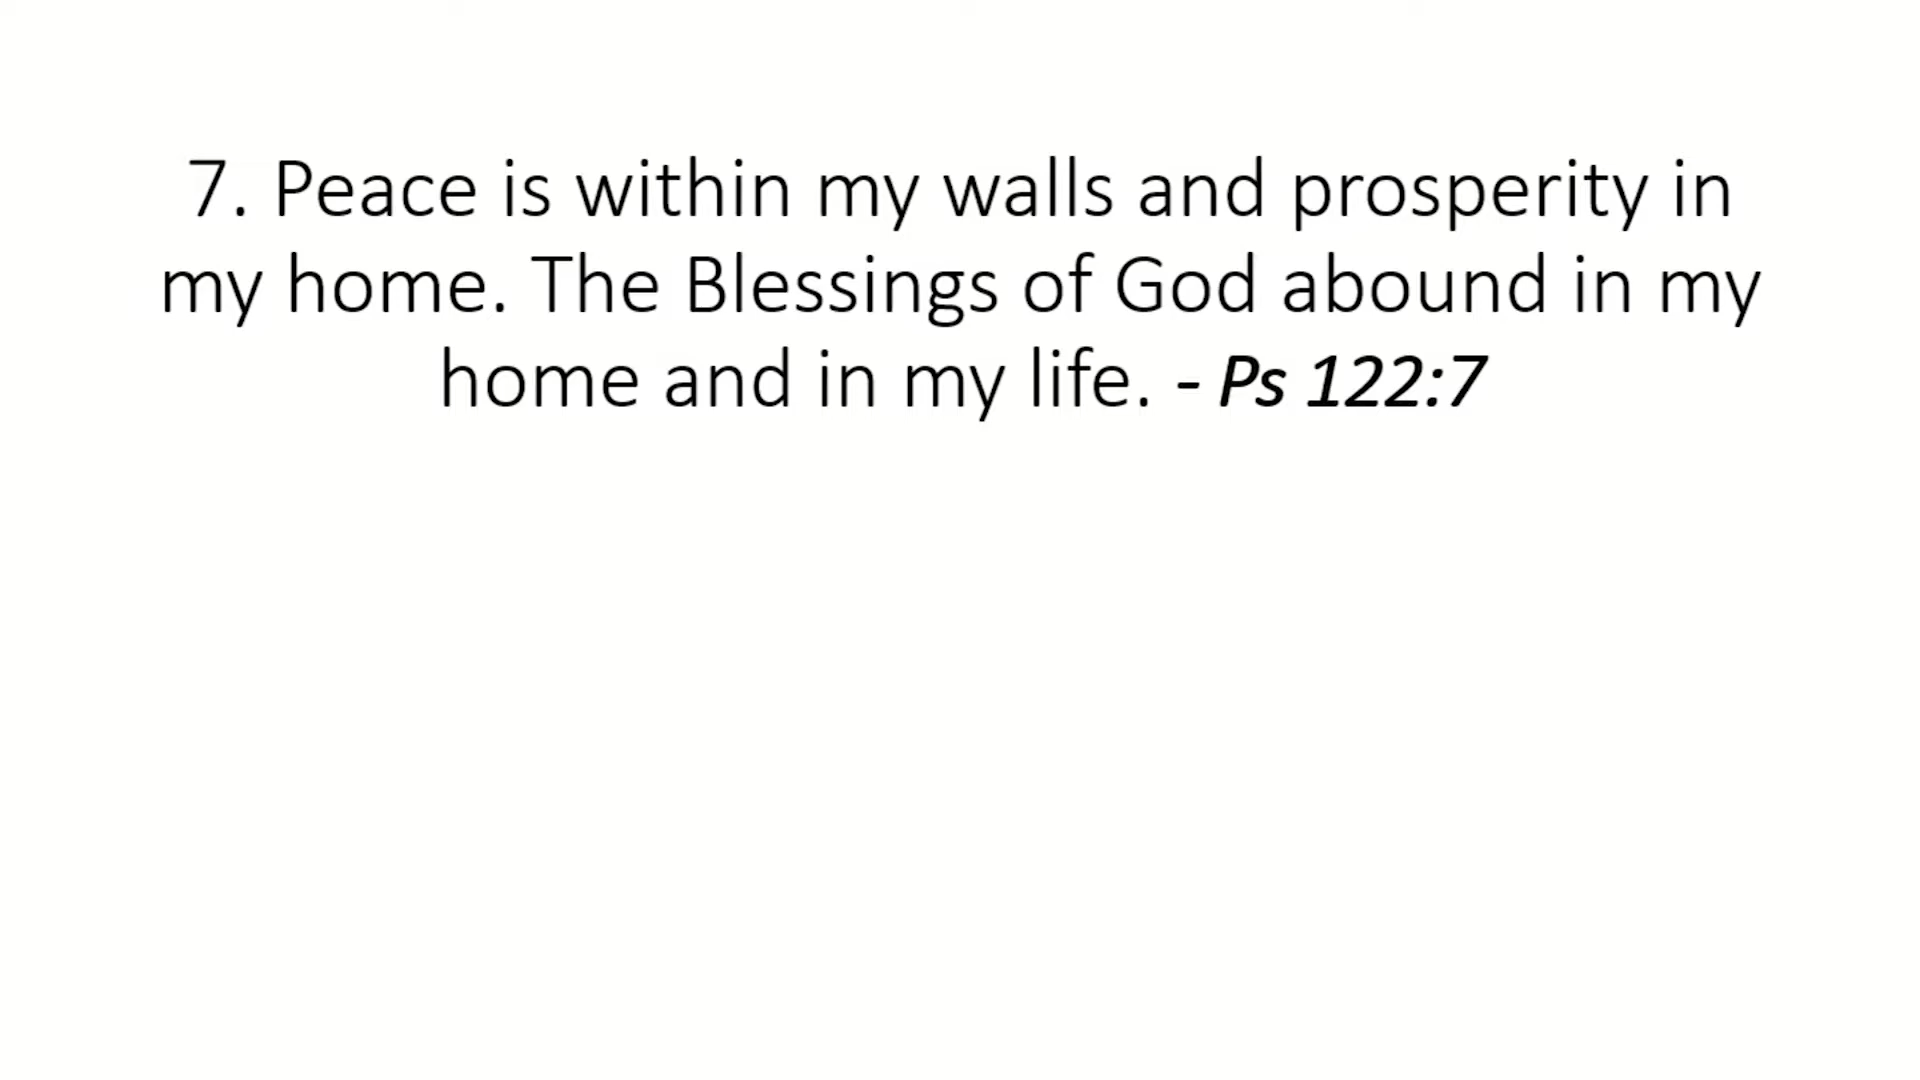 7. Peace is within my walls and prosperity in
my home. The Blessings of God abound in my
home and in my life. - Ps 122:7